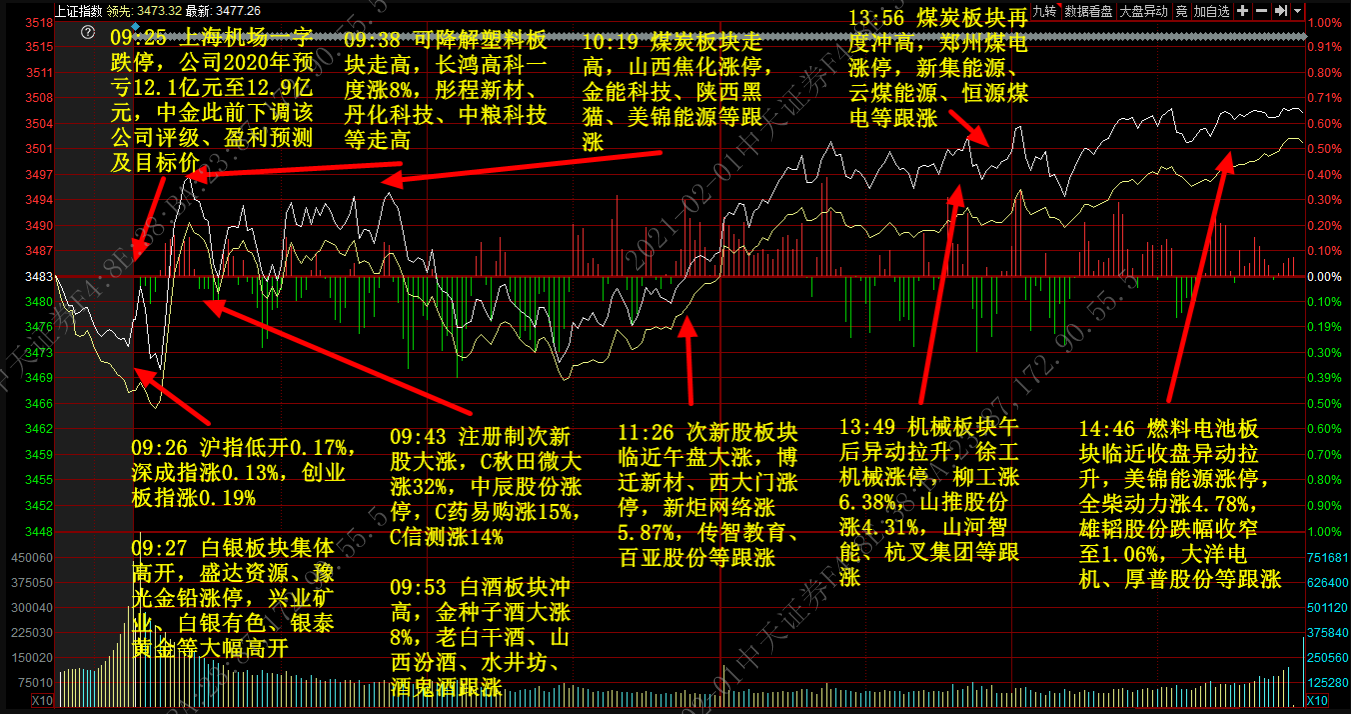 上证指数 领先: 3473.32 最新: 3477.26
九转 数据看盘 大盘异动 竞 加自选
09:25 上海机场一字
跌停，公司2020年预
亏12.1亿元至12.9亿
元，中金此前下调该
公司评级、盈利预测
及目标价
09:38 可降解塑料板
块走高，长鸿高科一
度涨8%，彤程新材、
丹化科技、中粮科技
等走高
10:19 煤炭板块走
高，山西焦化涨停，
金能科技、陕西黑
猫、美锦能源等跟
涨
13:56 煤炭板块再
度冲高，郑州煤电
涨停，新集能源、
云煤能源、恒源煤
电等跟涨
09:26 沪指低开0.17%，
深成指涨0.13%，创业
板指涨0.19%
09:27 白银板块集体
高开，盛达资源、豫
光金铅涨停，兴业矿
业、白银有色、银泰
黄金等大幅高开
09:43 注册制次新
股大涨，C秋田微大
涨32%，中辰股份涨
停，C药易购涨15%，
C信测涨14%
09:53 白酒板块冲
高，金种子酒大涨
8%，老白干酒、山
西汾酒、水井坊、
酒鬼酒跟涨
11:26 次新股板块
临近午盘大涨，博
迁新材、西大门涨
停，新炬网络涨
5.87%，传智教育、
百亚股份等跟涨
13:49 机械板块午
后异动拉升，徐工
机械涨停，柳工涨
6.38%，山推股份
涨4.31%，山河智
能、杭叉集团等跟
涨
14:46 燃料电池板
块临近收盘异动拉
升，美锦能源涨停，
全柴动力涨4.78%，
雄韬股份跌幅收窄
至1.06%，大洋电
机、厚普股份等跟涨
3518
3515
3511
3508
3504
3501
3497
3494
3490
3487
3483
3480
3476
3473
3469
3466
3462
3459
3455
3452
3448
450060
375050
300040
225030
150020
75010
X10
1.00%
0.91%
0.80%
0.71%
0.60%
0.50%
0.40%
0.30%
0.20%
0.10%
0.00%
0.10%
0.19%
0.30%
0.39%
0.50%
0.60%
0.70%
0.80%
0.90%
1.00%
751681
626400
501120
375840
250560
125280
X10